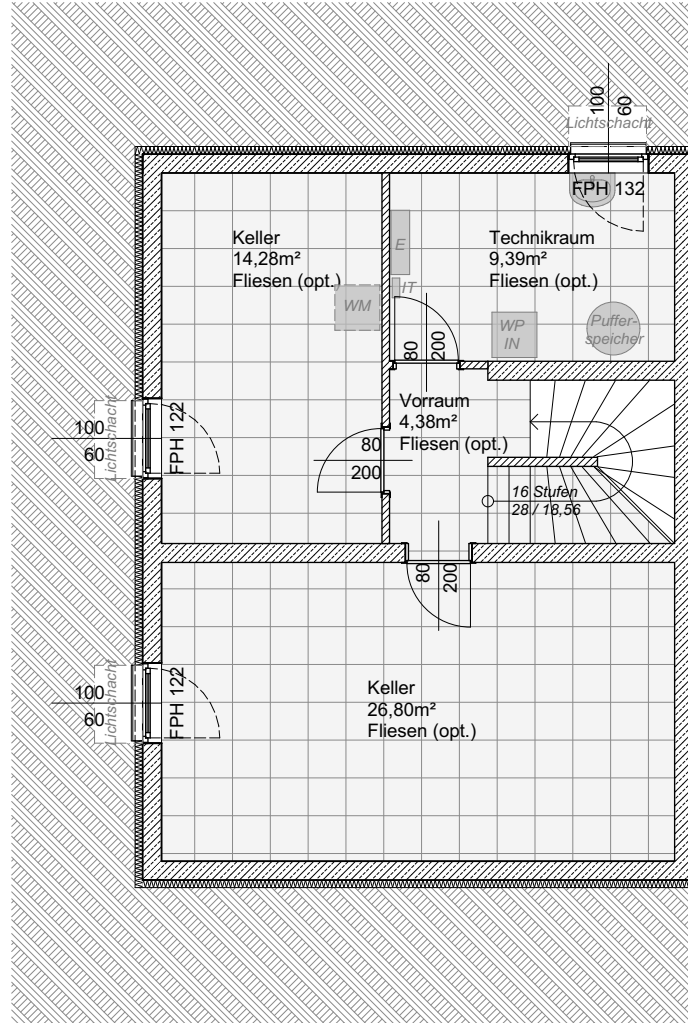 100
60
Lichtschacht
FPH 132
Keller
14,28m²
Fliesen (opt.)
E
IT
WM
Technikraum
9,39m²
Fliesen (opt.)
WP
IN
Puffer-
speicher
80
200
Vorraum
4,38m²
Fliesen (opt.)
100
60
Lichtschacht
FPH 122
80
200
16 Stufen
28 / 18,56
80
200
100
60
Lichtschacht
FPH 122
Keller
26,80m²
Fliesen (opt.)